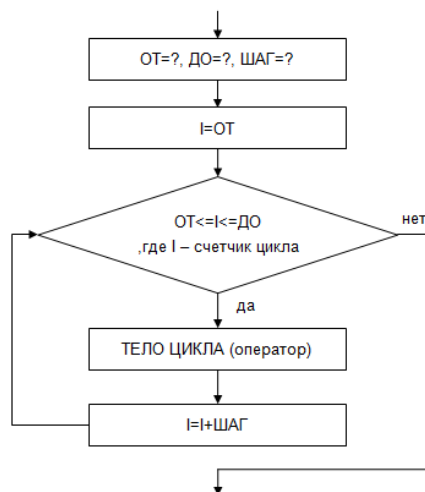 ОТ=?, ДО=?, ШАГ=?
I=ОТ
ОТ<=I<=ДО
,где I – счетчик цикла
нет
да
ТЕЛО ЦИКЛА (оператор)
I=I+ШАГ